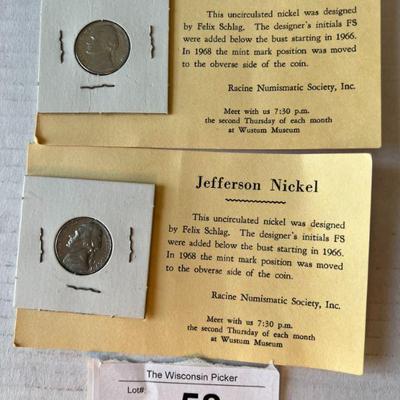 This uncirculated nickel was designed
by Felix Schlag. The designer's initials FS
were added below the bust starting in 1966.
In 1968 the mint mark position was moved
to the obverse side of the coin.
Racine Numismatic Society, Inc.
Meet with us 7:30 p.m.
the second Thursday of each month
at Wustum Museum
Jefferson Nickel
This uncirculated nickel was designed
by Felix Schlag. The designer's initials FS
were added below the bust starting in 1966.
In 1968 the mint mark position was moved
to the obverse side of the coin.
Racine Numismatic Society, Inc.
Meet with us 7:30 p.m.
the second Thursday of each month
at Wustum Museum
The Wisconsin Picker
Lot#: